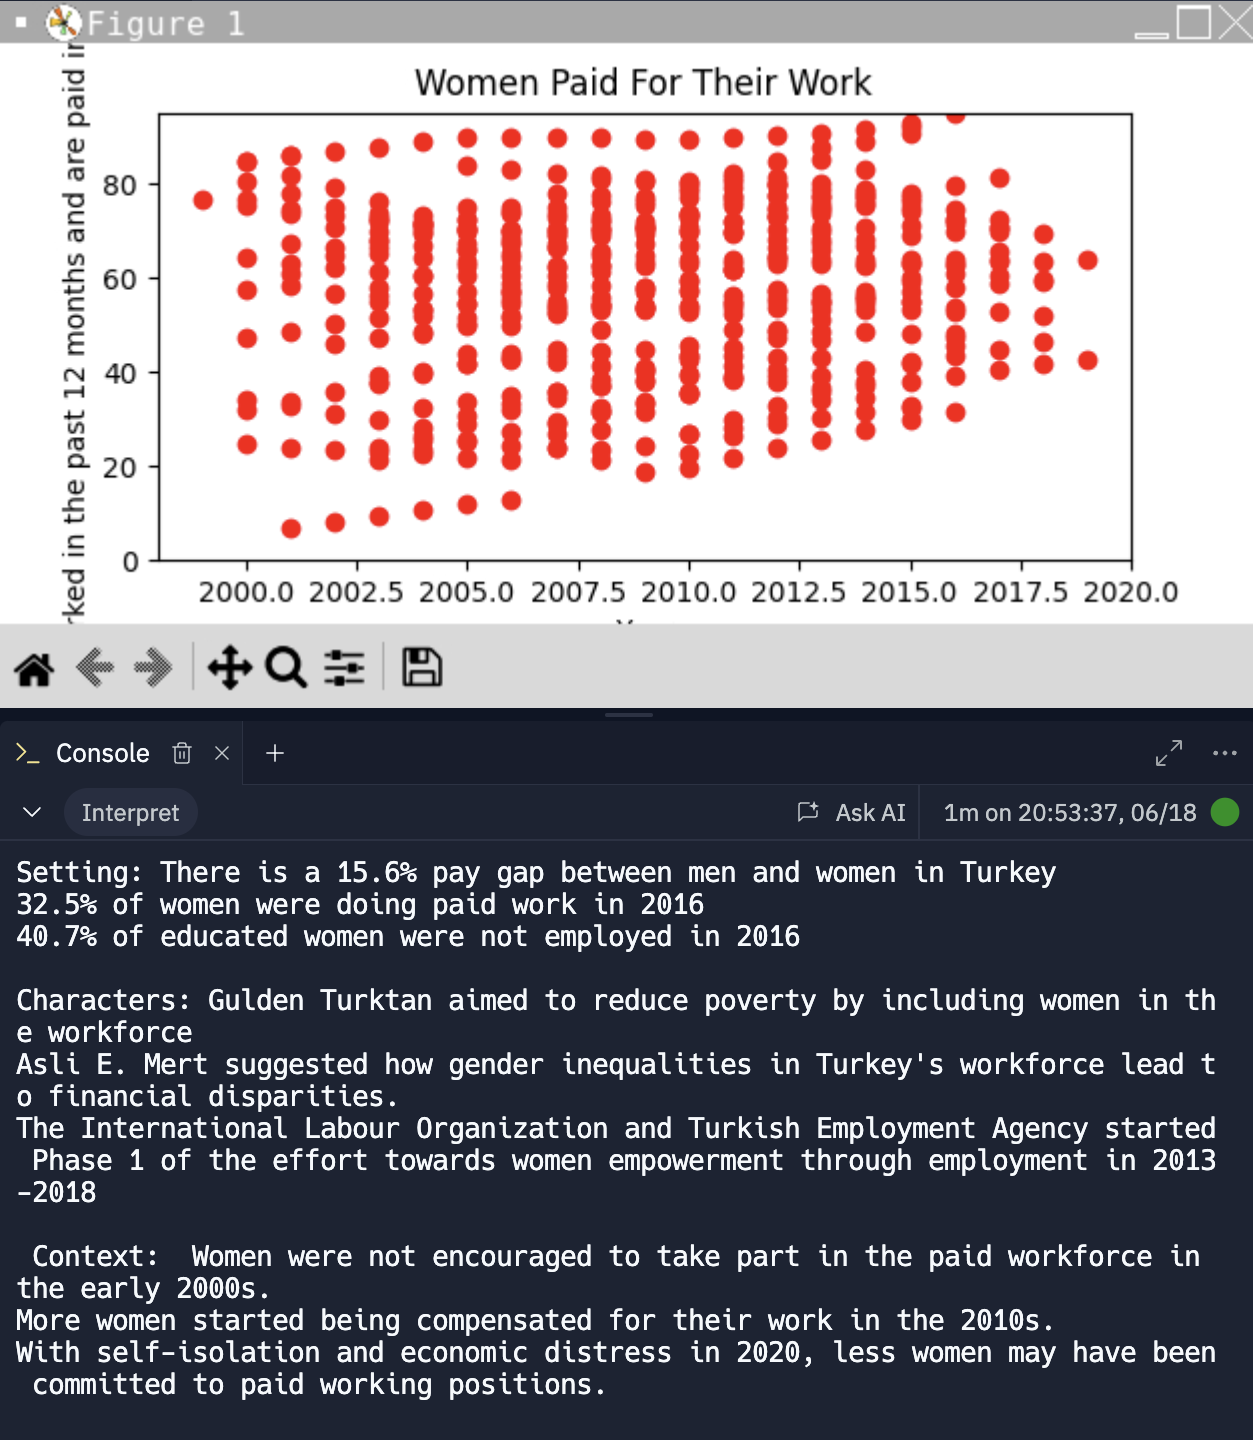 Figure 1
Women Paid For Their Work
in the past 12 months and are paid
80
60
40
20
0
2000.0 2002.5 2005.0 2007.5 2010.0 2012.5 2015.0 2017.5 2020.0
Console
Interpret
Ask AI
1m on 20:53:37, 06/18
Setting: There is a 15.6% pay gap between men and women in Turkey
32.5% of women were doing paid work in 2016
40.7% of educated women were not employed in 2016
Characters: Gulden Turktan aimed to reduce poverty by including women in th
e workforce
Asli E. Mert suggested how gender inequalities in Turkey's workforce lead t
o financial disparities.
The International Labour Organization and Turkish Employment Agency started
Phase 1 of the effort towards women empowerment through employment in 2013
-2018
Context:  Women were not encouraged to take part in the paid workforce in
the early 2000s.
More women started being compensated for their work in the 2010s.
With self-isolation and economic distress in 2020, less women may have been
committed to paid working positions.